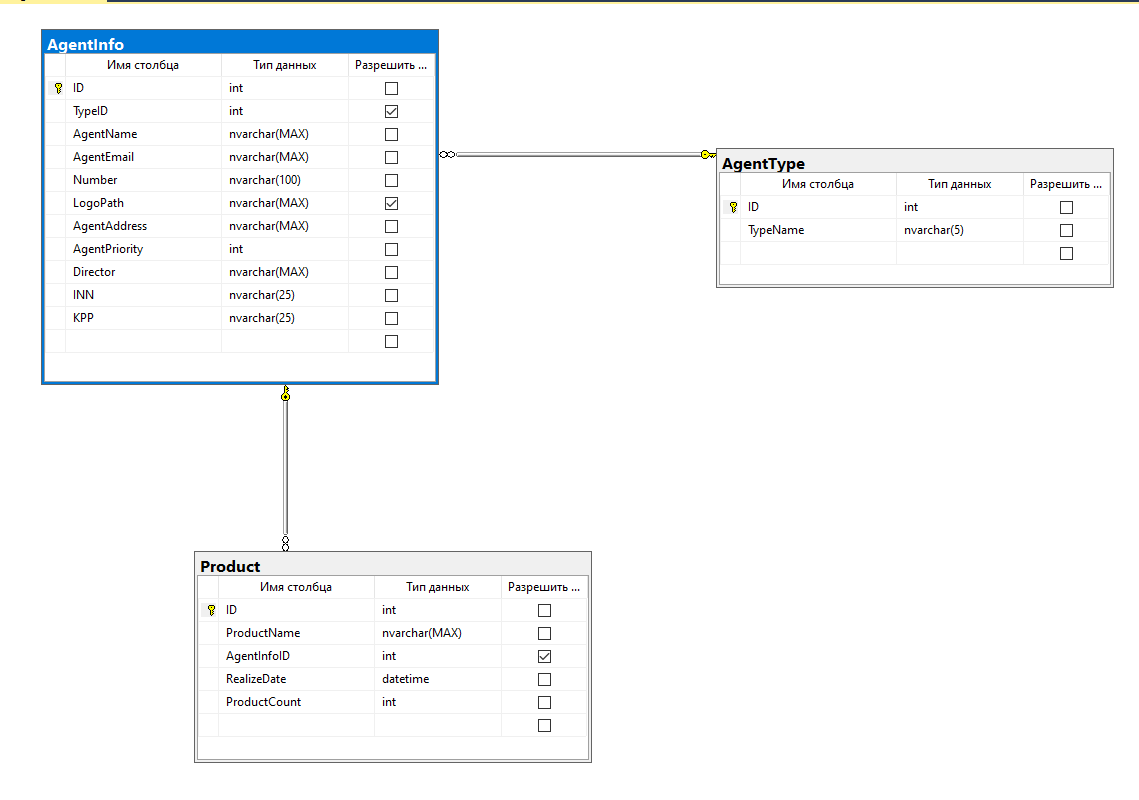 AgentInfo
Имя столбца Тип данных Разрешить ...
ID int
TypeID int
AgentName nvarchar(MAX)
AgentEmail nvarchar(MAX)
Number nvarchar(100)
LogoPath nvarchar(MAX)
AgentAddress nvarchar(MAX)
AgentPriority int
Director nvarchar(MAX)
INN nvarchar(25)
KPP nvarchar(25)
AgentType
Имя столбца Тип данных Разрешить ...
ID int
TypeName nvarchar(5)
Product
Имя столбца Тип данных Разрешить ...
ID int
ProductName nvarchar(MAX)
AgentInfoID int
RealizeDate datetime
ProductCount int